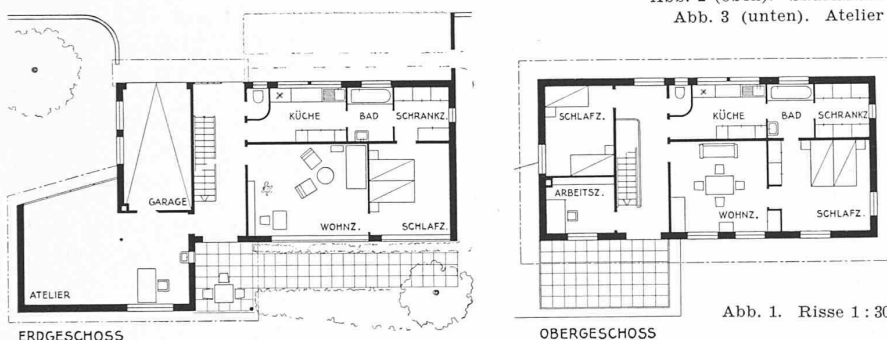 Abb. 3 (unten). Atelier
KÜCHE
BAD
SCHRANKZ.
GARAGE
WOHNZ.
SCHLAFZ.
ATELIER
ERDGESCHOSS
SCHLAFZ.
KÜCHE
BAD
SCHRANKZ
ARBEITSZ.
WOHNZ.
SCHLAFZ.
OBERGESCHOSS
Abb. 1. Risse 1:30